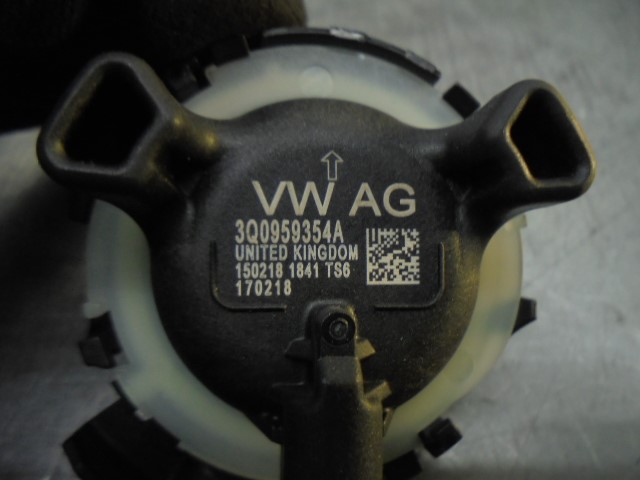 VW AG
3Q0959354A
UNITED KINGDOM
150218 1841 TS6
170218